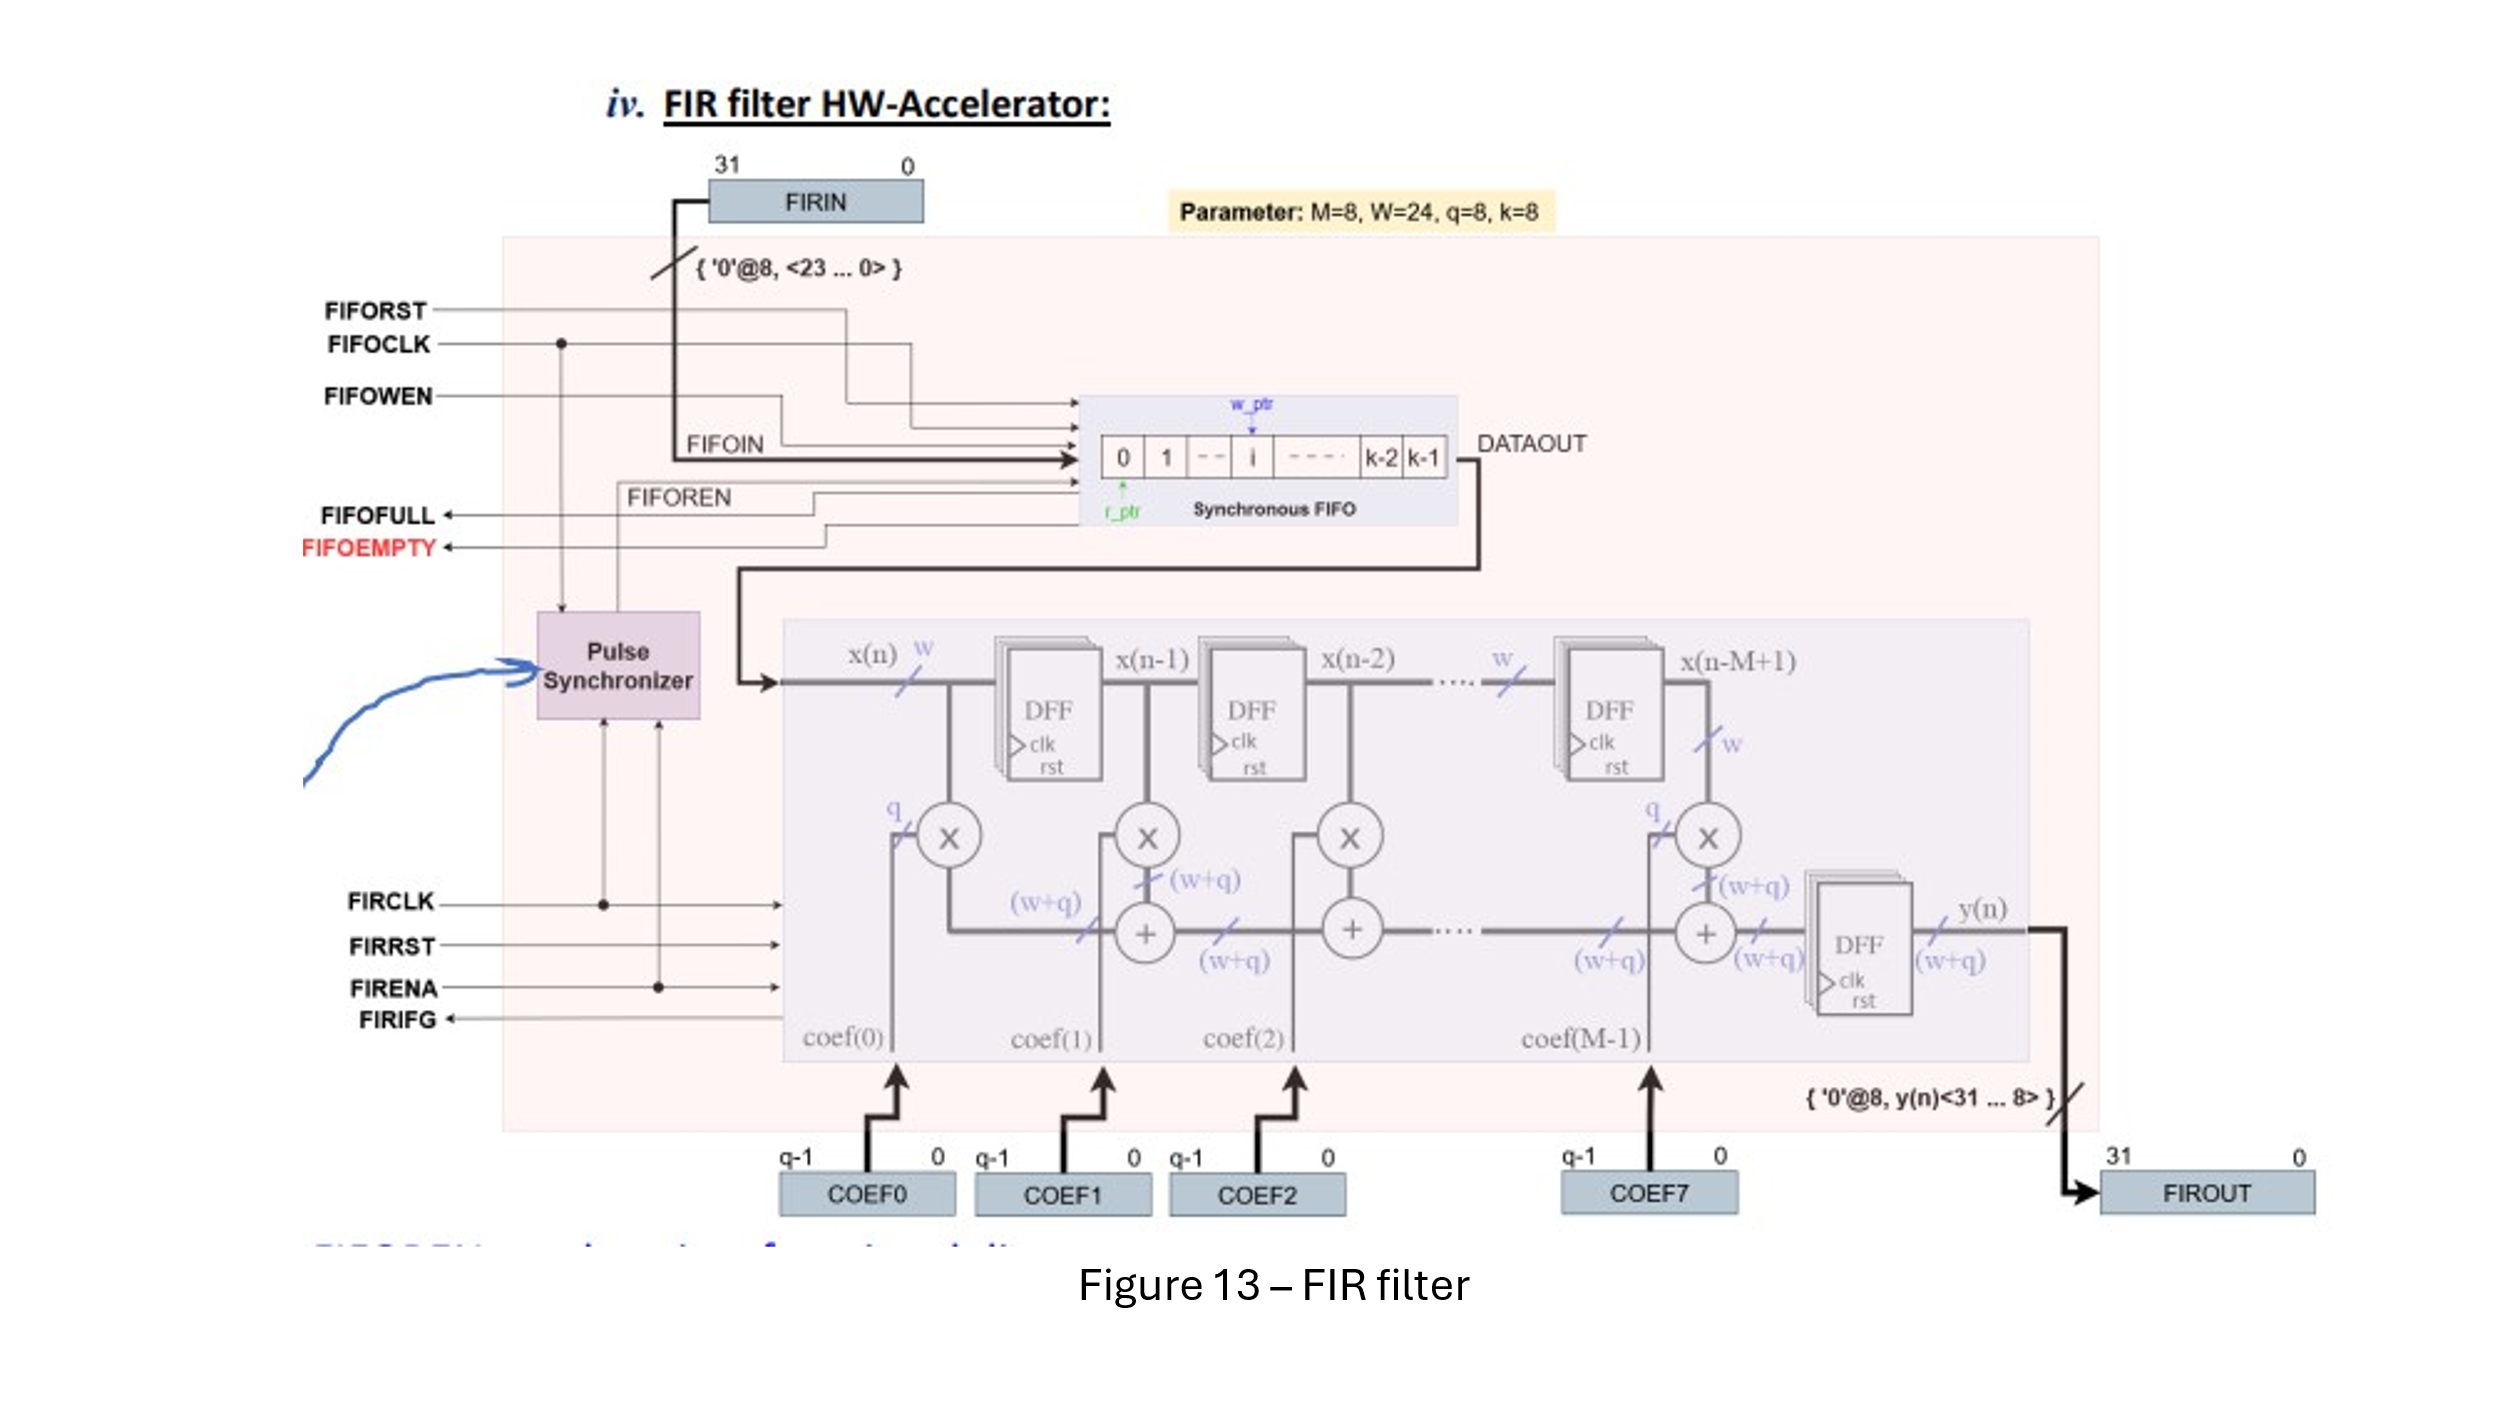 iv. FIR filter HW-Accelerator:
31 0
FIRIN
Parameter: M=8, W=24, q=8, k=8
{ '0'@8, <23 ... 0> }
FIFORST
FIFOCLK
FIFOWEN
w_ptr
FIFOIN
DATAOUT
0 1 -- i ---- k-2 k-1
FIFOREN
r_ptr
Synchronous FIFO
FIFOFULL
FIFOEMPTY
Pulse
Synchronizer
x(n) w x(n-1) x(n-2) .... w x(n-M+1)
DFF DFF DFF
clk clk clk
rst rst rst
w
q q
x x x x
(w+q) (w+q) (w+q)
+ + .... +
(w+q) (w+q) (w+q) (w+q)
y(n)
DFF
clk
rst
FIRCLK
FIRRST
FIRENA
FIRIFG
coef(0) coef(1) coef(2) coef(M-1)
{ '0'@8, y(n)<31 ... 8> }
q-1 0 q-1 0 q-1 0 q-1 0 31 0
COEF0 COEF1 COEF2 COEF7 FIROUT
Figure 13 – FIR filter